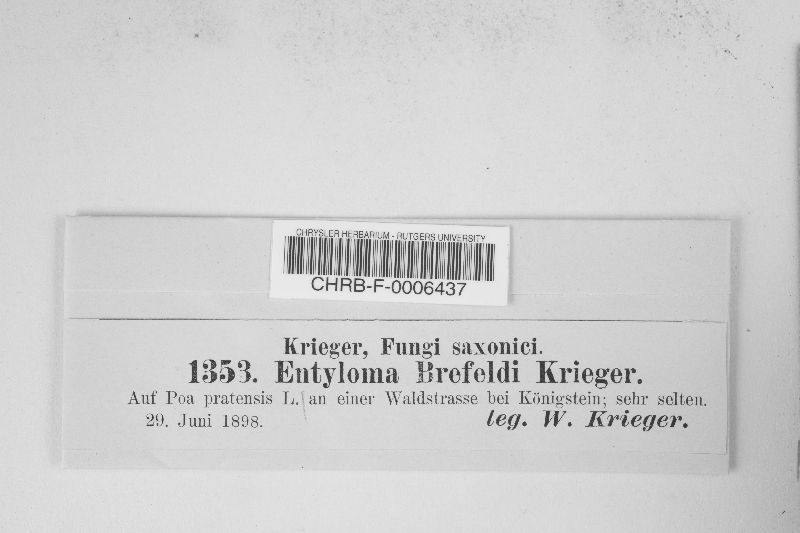 CHRYSLER HERBARIUM - RUTGERS UNIVERSITY
CHRB-F-0006437
Krieger, Fungi saxonici.
1353. Entyloma Brefeldi Krieger.
Auf Poa pratensis L. an einer Waldstrasse bei Königstein; sehr selten.
29. Juni 1898. leg. W. Krieger.